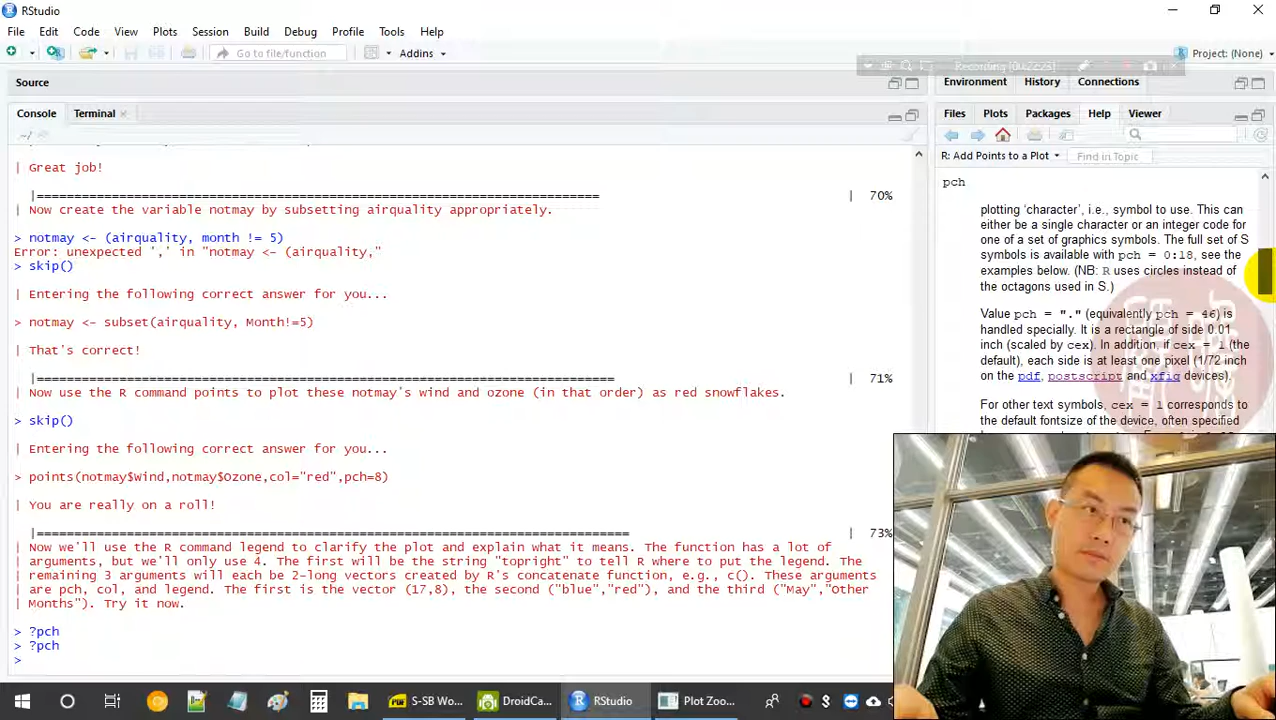 RStudio
File Edit Code View Plots Session Build Debug Profile Tools Help
Go to file/function
Addins
Project: (None)
Source
Console Terminal
~/
| Great job!
|================================================================================| 70%
| Now create the variable notmay by subsetting airquality appropriately.
> notmay <- (airquality, month != 5)
Error: unexpected ',' in "notmay <- (airquality,"
> skip()
| Entering the following correct answer for you...
> notmay <- subset(airquality, Month!=5)
| That's correct!
|==================================================================================| 71%
| Now use the R command points to plot these notmay's wind and ozone (in that order) as red snowflakes.
> skip()
| Entering the following correct answer for you...
> points(notmay$Wind,notmay$Ozone,col="red",pch=8)
| You are really on a roll!
|====================================================================================| 73%
| Now we'll use the R command legend to clarify the plot and explain what it means. The function has a lot of
| arguments, but we'll only use 4. The first will be the string "topright" to tell R where to put the legend. The
| remaining 3 arguments will each be 2-long vectors created by R's concatenate function, e.g., c(). These arguments
| are pch, col, and legend. The first is the vector (17,8), the second ("blue","red"), and the third ("May","Other
| Months"). Try it now.
> ?pch
> ?pch
>
Recording [00:22:23]
Environment History Connections
Files Plots Packages Help Viewer
R: Add Points to a Plot Find in Topic
pch
plotting 'character', i.e., symbol to use. This can
either be a single character or an integer code for
one of a set of graphics symbols. The full set of S
symbols is available with pch = 0:18, see the
examples below. (NB: R uses circles instead of
the octagons used in S.)
Value pch = "." (equivalently pch = 46) is
handled specially. It is a rectangle of side 0.01
inch (scaled by cex). In addition, if cex = 1 (the
default), each side is at least one pixel (1/72 inch
on the pdf, postscript and xfig devices).
For other text symbols, cex = 1 corresponds to
the default fontsize of the device, often specified
S-SB Wo... DroidCa... RStudio Plot Zoo...